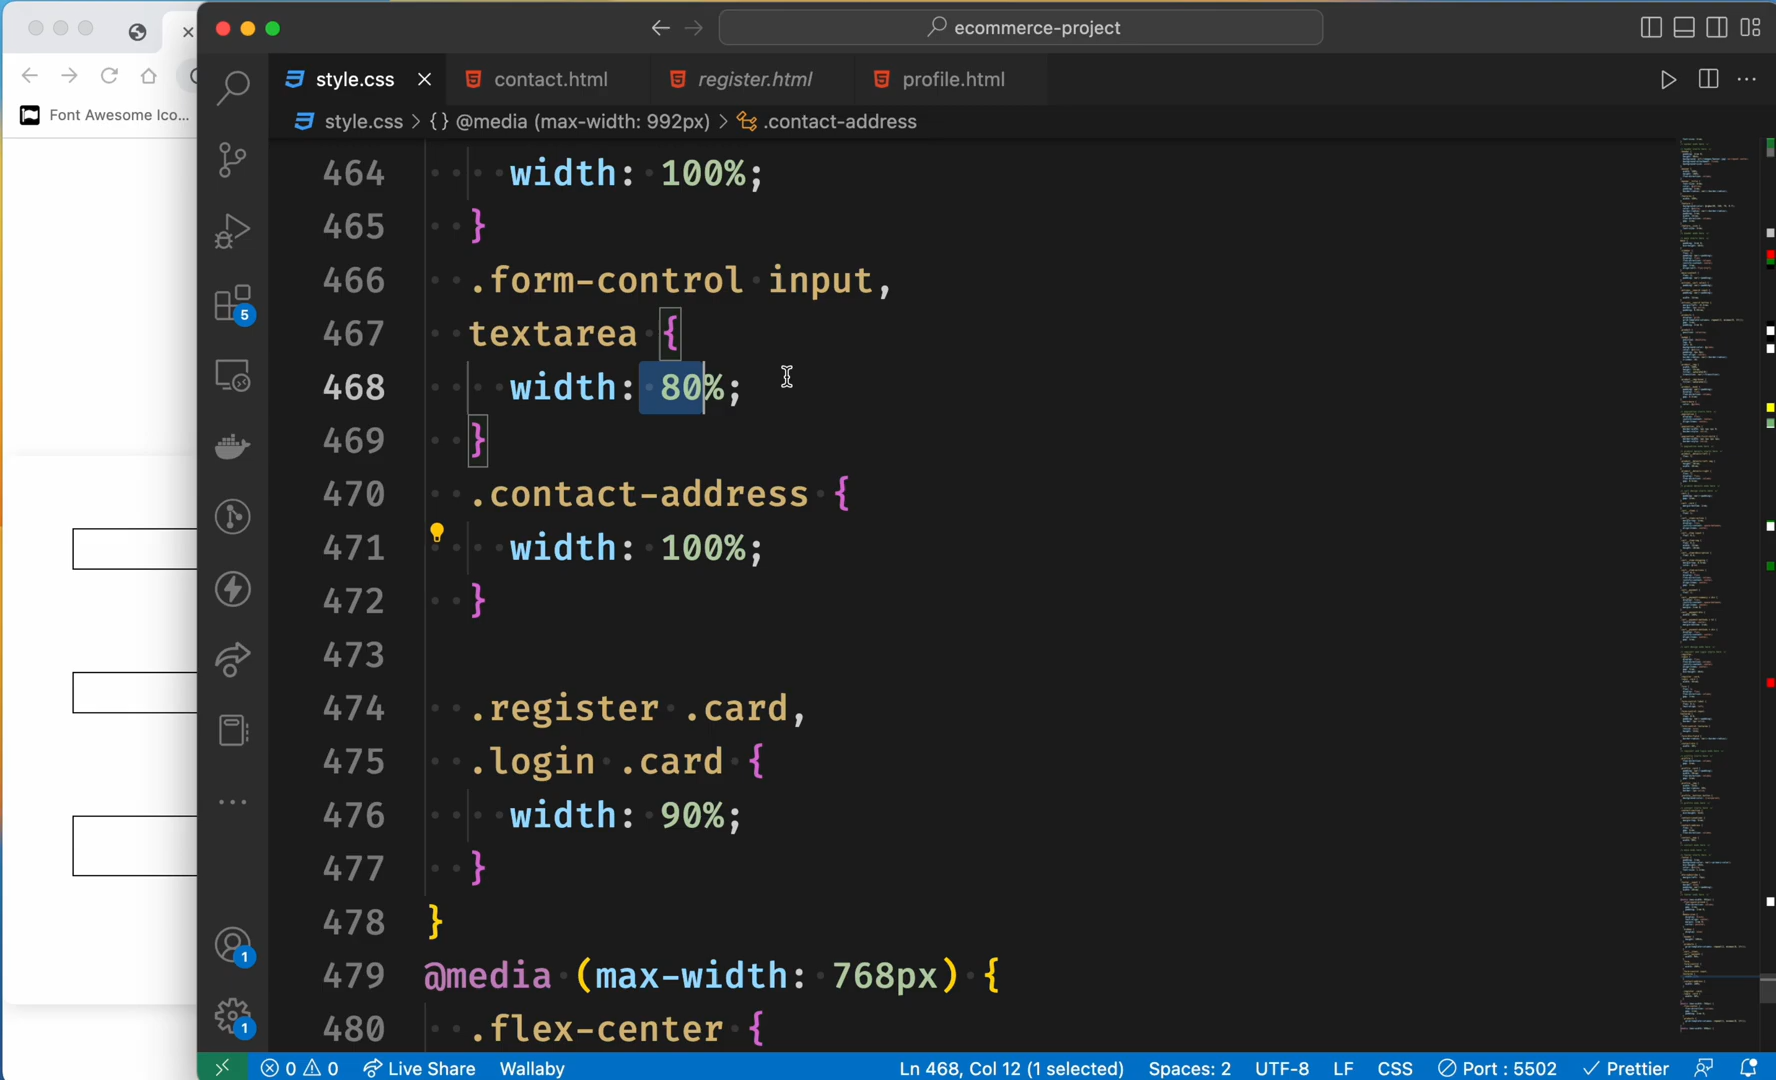 ecommerce-project
style.css contact.html register.html profile.html
Font Awesome Ico...
style.css > {} @media (max-width: 992px) > .contact-address
464 width: 100%;
465 }
466 .form-control input,
467 textarea {
468 width: 80%;
469 }
470 .contact-address {
471 width: 100%;
472 }
473
474 .register .card,
475 .login .card {
476 width: 90%;
477 }
478 }
479 @media (max-width: 768px) {
480 .flex-center {
5
1
1
0 0 Live Share Wallaby Ln 468, Col 12 (1 selected) Spaces: 2 UTF-8 LF CSS Port : 5502 Prettier